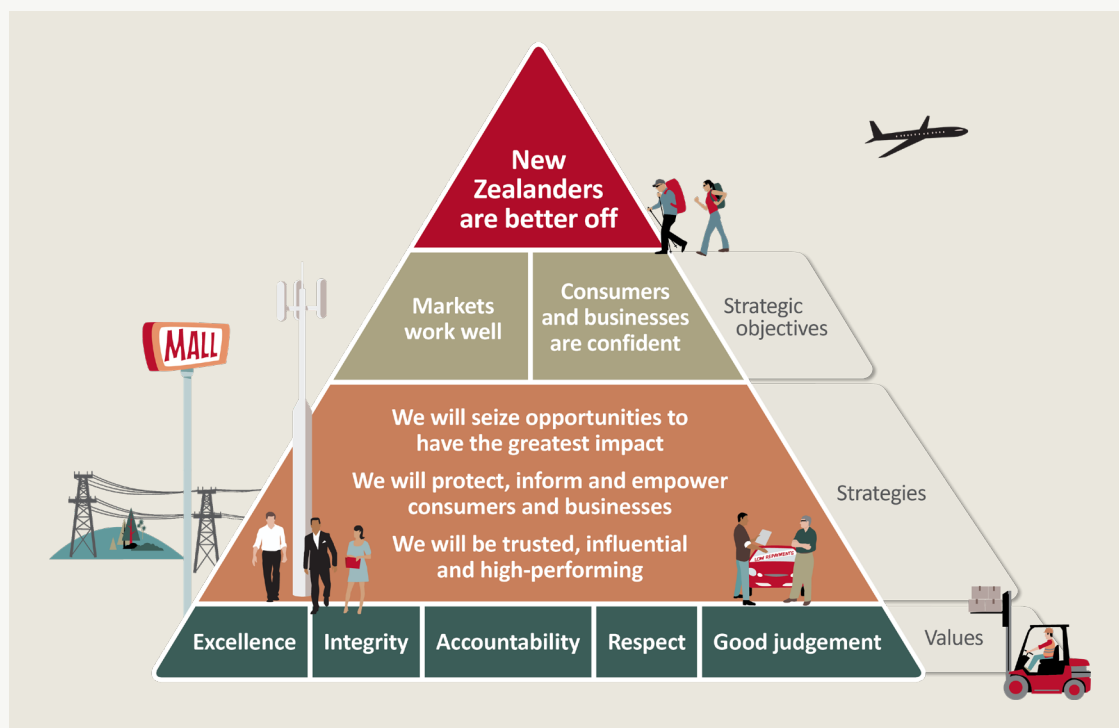 New
Zealanders
are better off
Markets
work well
Consumers
and businesses
are confident
Strategic
objectives
MALL
We will seize opportunities to
have the greatest impact
We will protect, inform and empower
consumers and businesses
We will be trusted, influential
and high-performing
Strategies
LOW REPAYMENTS
Excellence
Integrity
Accountability
Respect
Good judgement
Values